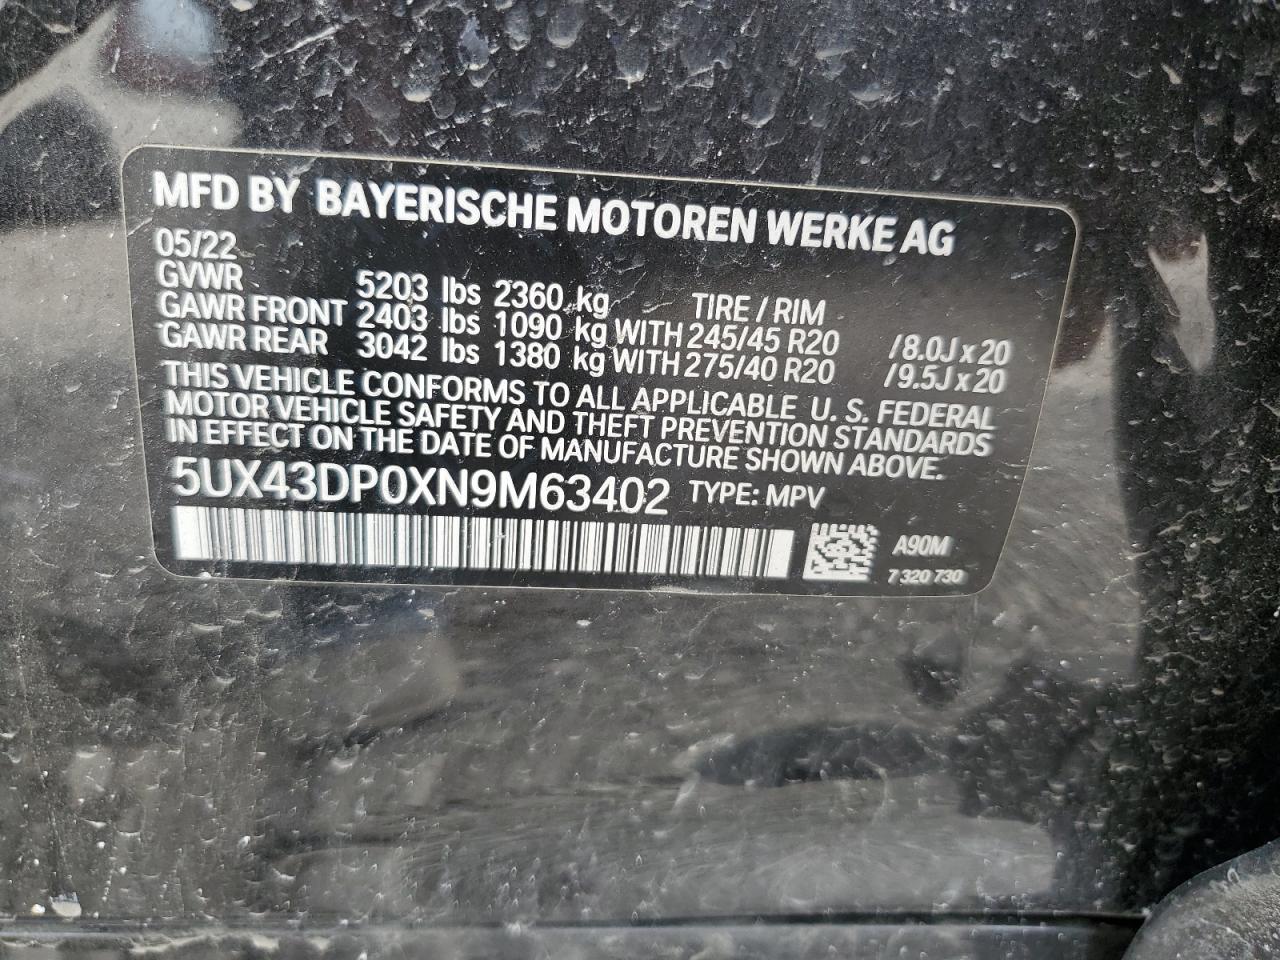 MFD BY BAYERISCHE MOTOREN WERKE AG
05/22
GVWR 5203 lbs 2360 kg TIRE / RIM
GAWR FRONT 2403 lbs 1090 kg WITH 245/45 R20 /8.0J x 20
GAWR REAR 3042 lbs 1380 kg WITH 275/40 R20 /9.5J x 20
THIS VEHICLE CONFORMS TO ALL APPLICABLE U. S. FEDERAL
MOTOR VEHICLE SAFETY AND THEFT PREVENTION STANDARDS
IN EFFECT ON THE DATE OF MANUFACTURE SHOWN ABOVE.
5UX43DP0XN9M63402 TYPE: MPV
A90M
7 320 730